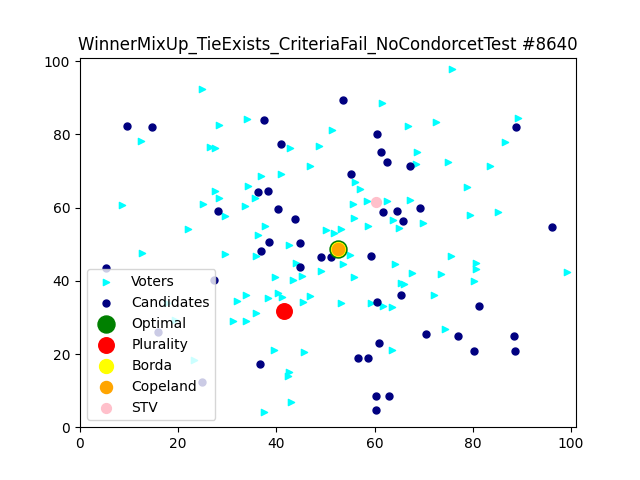 WinnerMixUp_TieExists_CriteriaFail_NoCondorcetTest #8640
100
80
60
40
20
0
Voters
Candidates
Optimal
Plurality
Borda
Copeland
STV
0 20 40 60 80 100